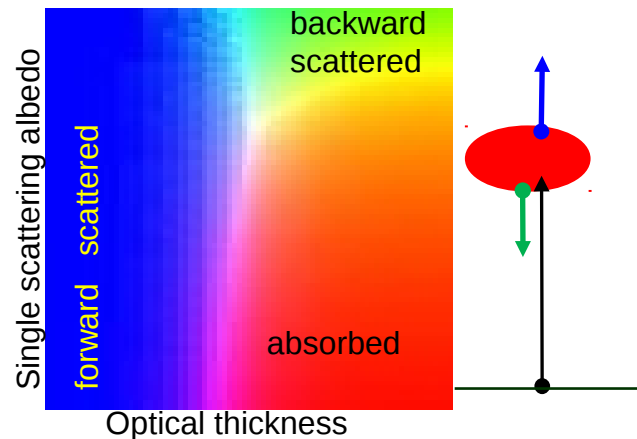 backward
scattered
Single scattering albedo
forward scattered
absorbed
Optical thickness